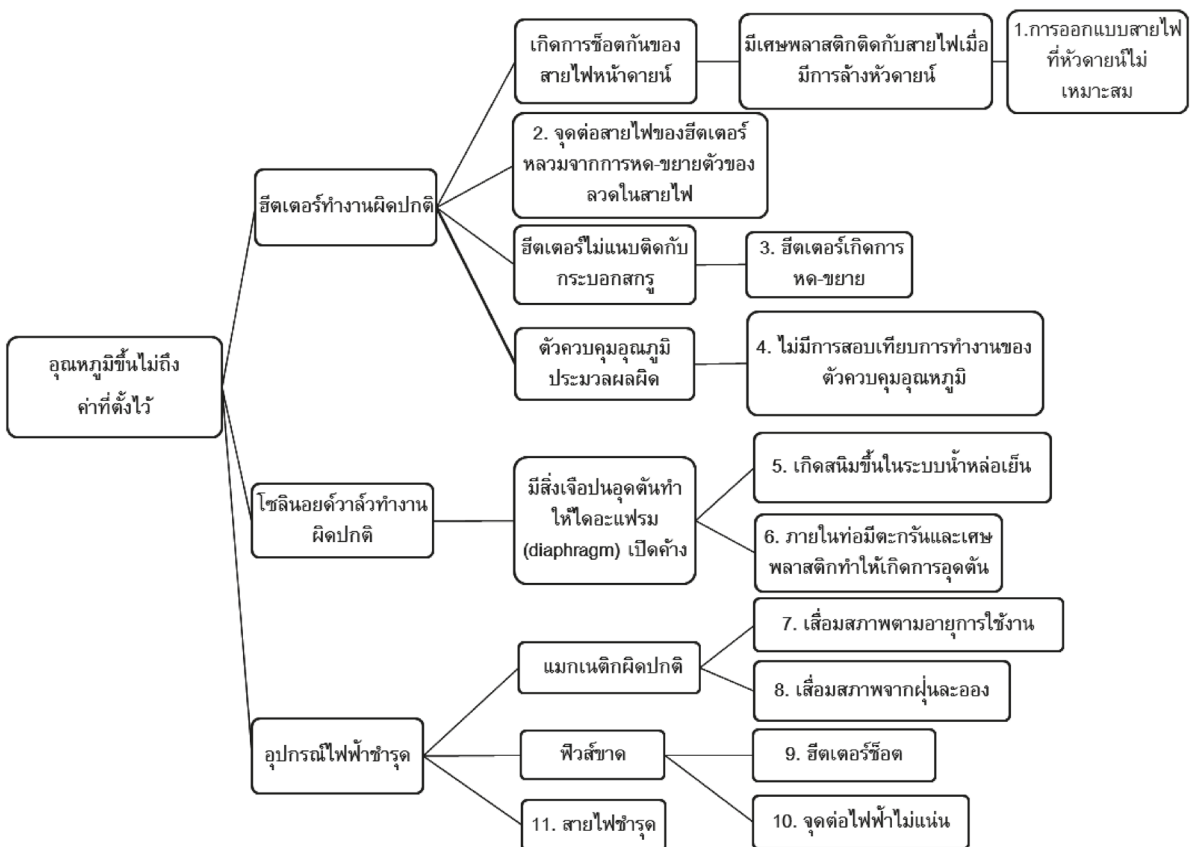 อุณหภูมิขึ้นไม่ถึง
ค่าที่ตั้งไว้
ฮีตเตอร์ทำงานผิดปกติ
เกิดการช็อตกันของ
สายไฟหน้าดายน์
มีเศษพลาสติกติดกับสายไฟเมื่อ
มีการล้างหัวดายน์
1.การออกแบบสายไฟ
ที่หัวดายน์ไม่
เหมาะสม
2. จุดต่อสายไฟของฮีตเตอร์
หลวมจากการหด-ขยายตัวของ
ลวดในสายไฟ
ฮีตเตอร์ไม่แนบติดกับ
กระบอกสกรู
3. ฮีตเตอร์เกิดการ
หด-ขยาย
ตัวควบคุมอุณภูมิ
ประมวลผลผิด
4. ไม่มีการสอบเทียบการทำงานของ
ตัวควบคุมอุณหภูมิ
โซลินอยด์วาล์วทำงาน
ผิดปกติ
มีสิ่งเจือปนอุดตันทำ
ให้ไดอะแฟรม
(diaphragm) เปิดค้าง
5. เกิดสนิมขึ้นในระบบน้ำหล่อเย็น
6. ภายในท่อมีตะกรันและเศษ
พลาสติกทำให้เกิดการอุดตัน
อุปกรณ์ไฟฟ้าชำรุด
แมกเนติกผิดปกติ
7. เสื่อมสภาพตามอายุการใช้งาน
8. เสื่อมสภาพจากฝุ่นละออง
ฟิวส์ขาด
9. ฮีตเตอร์ช็อต
10. จุดต่อไฟฟ้าไม่แน่น
11. สายไฟชำรุด